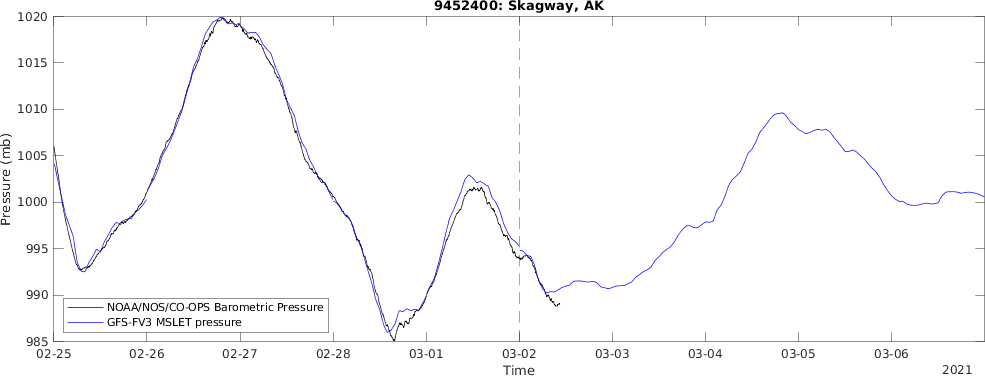 9452400: Skagway, AK
Pressure (mb)
1020
1015
1010
1005
1000
995
990
985
NOAA/NOS/CO-OPS Barometric Pressure
GFS-FV3 MSLET pressure
02-25 02-26 02-27 02-28 03-01 03-02 03-03 03-04 03-05 03-06
Time
2021